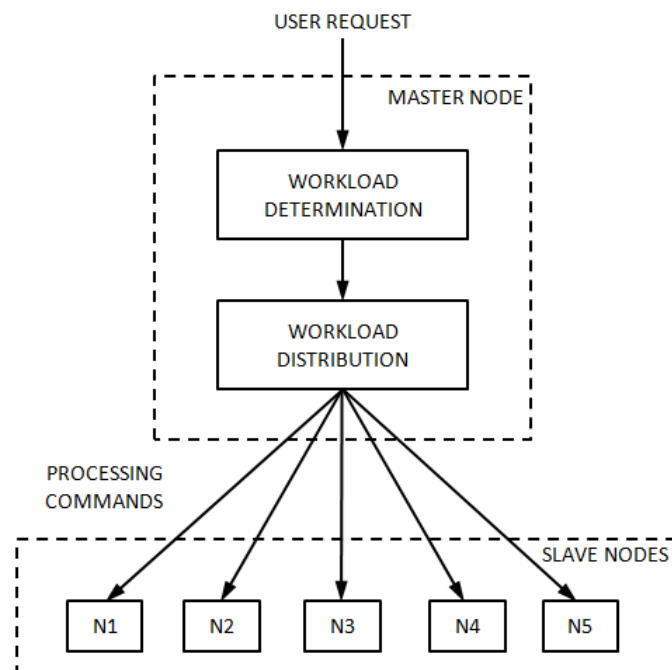 USER REQUEST
MASTER NODE
WORKLOAD
DETERMINATION
WORKLOAD
DISTRIBUTION
PROCESSING
COMMANDS
SLAVE NODES
N1
N2
N3
N4
N5